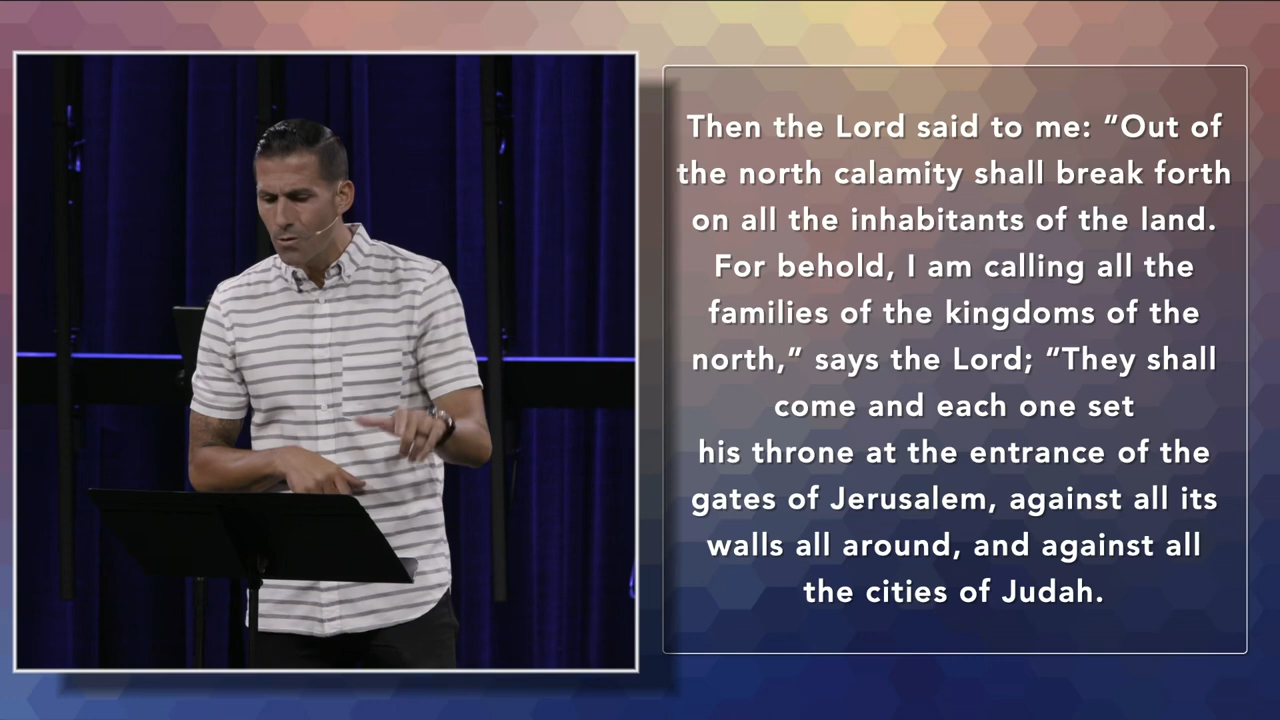 Then the Lord said to me: “Out of
the north calamity shall break forth
on all the inhabitants of the land.
For behold, I am calling all the
families of the kingdoms of the
north,” says the Lord; “They shall
come and each one set
his throne at the entrance of the
gates of Jerusalem, against all its
walls all around, and against all
the cities of Judah.